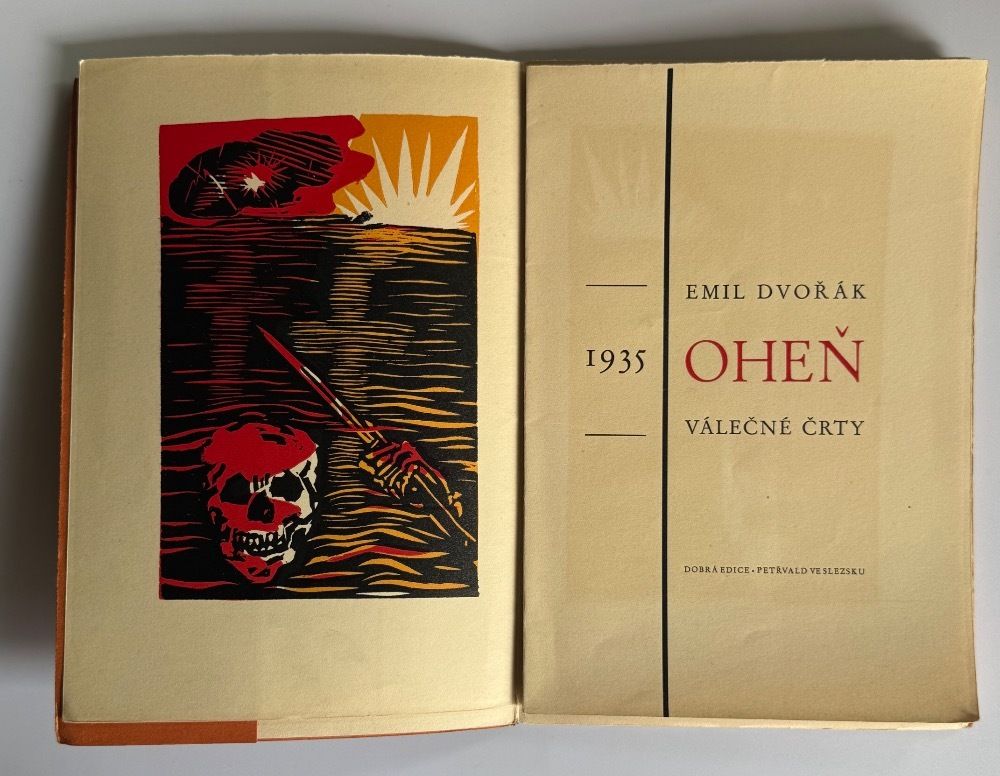 EMIL DVOŘÁK
1935
OHEŇ
VÁLEČNÉ ČRTY
DOBRÁ EDICE • PETŘVALD VE SLEZSKU